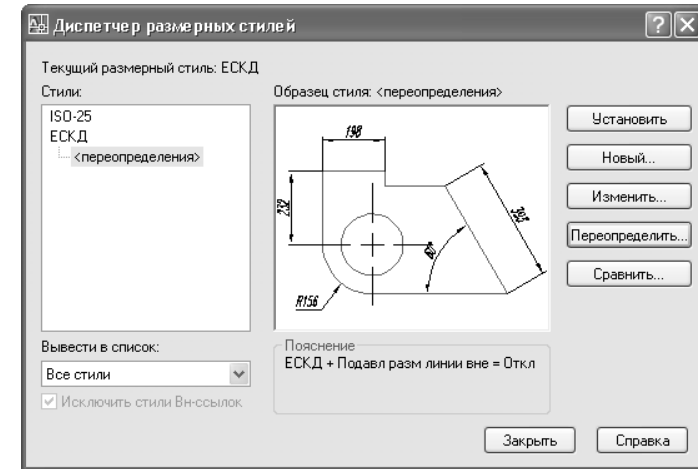 Диспетчер размерных стилей
Текущий размерный стиль: ЕСКД
Стили:
ISO-25
ЕСКД
<переопределения>
Образец стиля: <переопределения>
198
232
393
60°
R156
Установить
Новый...
Изменить...
Переопределить...
Сравнить...
Вывести в список:
Все стили
Исключить стили Вн-ссылок
Пояснение
ЕСКД + Подавл разм линии вне = Откл
Закрыть
Справка